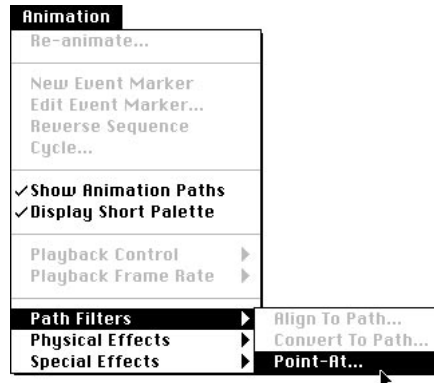 Animation
Re-animate...
New Event Marker
Edit Event Marker...
Reverse Sequence
Cycle...
✓Show Animation Paths
✓Display Short Palette
Playback Control
Playback Frame Rate
Path Filters
Physical Effects
Special Effects
Align To Path...
Convert To Path...
Point-At...